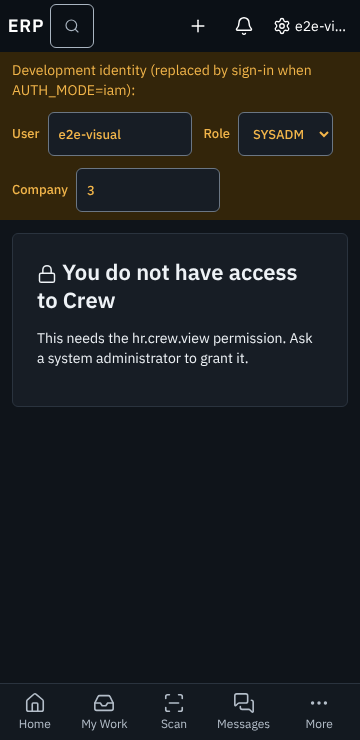 ERP
e2e-vi...
Development identity (replaced by sign-in when
AUTH_MODE=iam):
User e2e-visual Role SYSADM
Company 3
You do not have access
to Crew
This needs the hr.crew.view permission. Ask
a system administrator to grant it.
Home My Work Scan Messages More